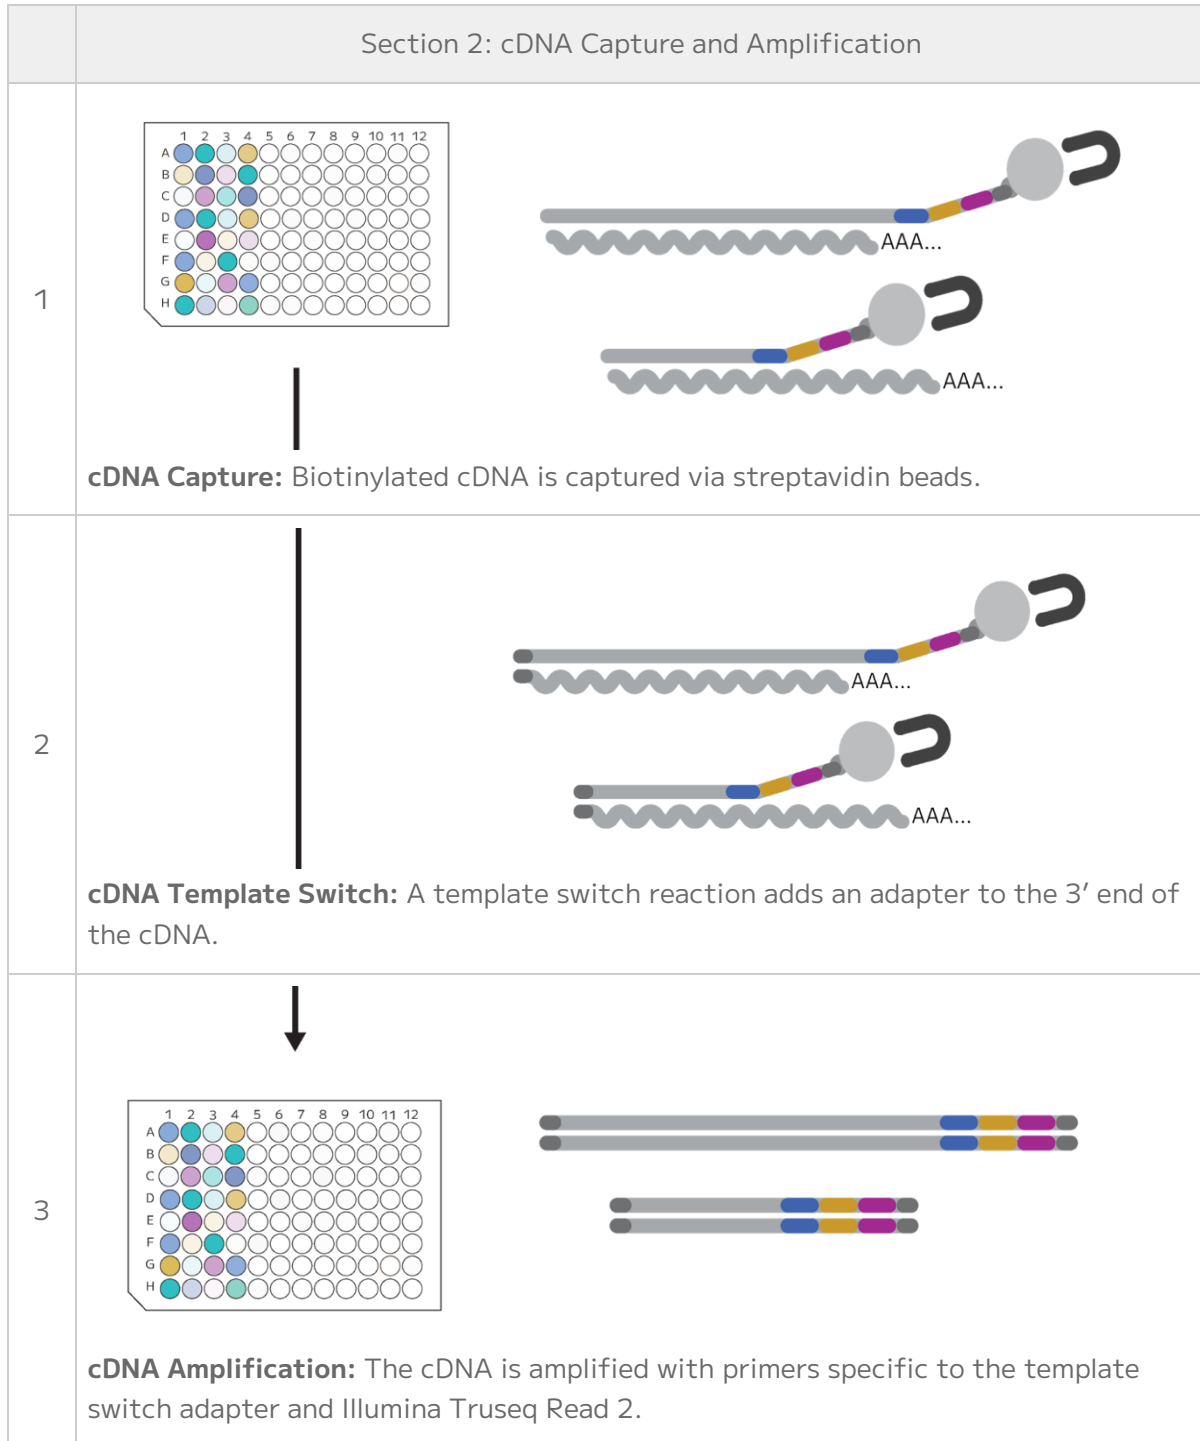 Section 2: cDNA Capture and Amplification
1
1 2 3 4 5 6 7 8 9 10 11 12
A
B
C
D
E
F
G
H
AAA...
AAA...
cDNA Capture: Biotinylated cDNA is captured via streptavidin beads.
2
AAA...
AAA...
cDNA Template Switch: A template switch reaction adds an adapter to the 3′ end of
the cDNA.
3
1 2 3 4 5 6 7 8 9 10 11 12
A
B
C
D
E
F
G
H
cDNA Amplification: The cDNA is amplified with primers specific to the template
switch adapter and Illumina Truseq Read 2.